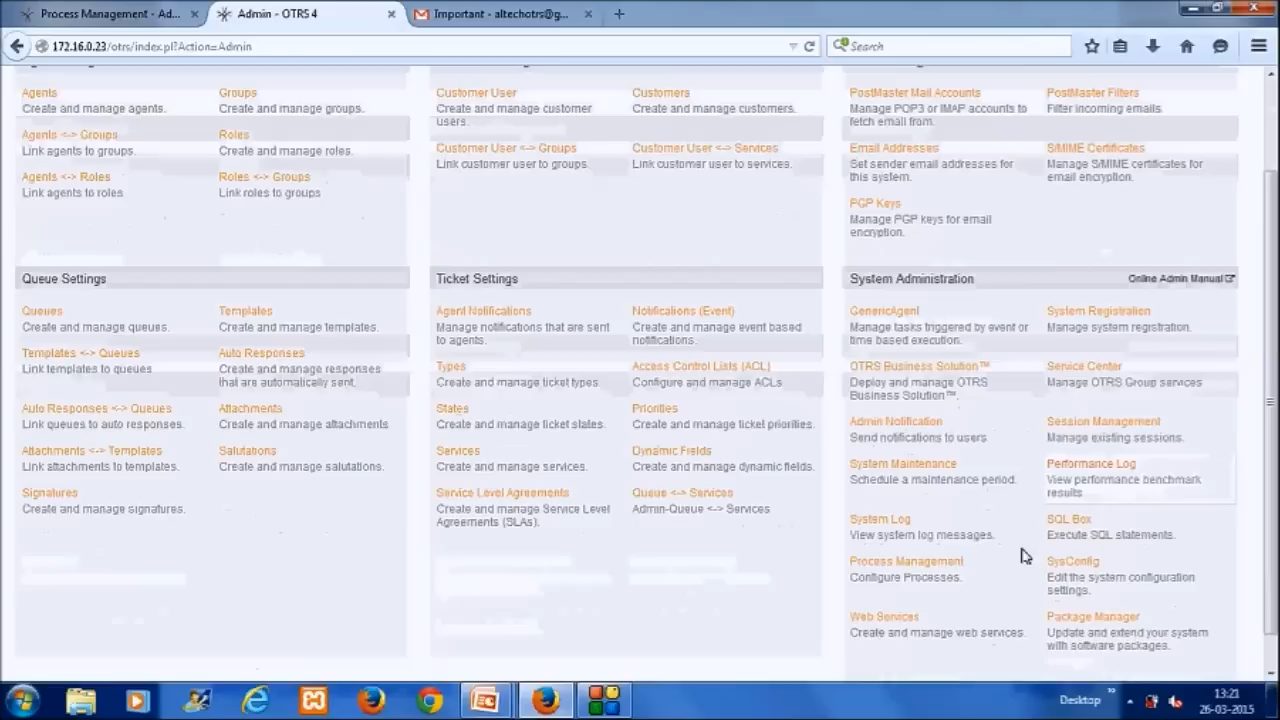 Process Management - Ad...
Admin - OTRS 4
Important - altechotrs@g...
172.16.0.23/otrs/index.pl?Action=Admin
Search
Agents
Create and manage agents.
Groups
Create and manage groups.
Agents <-> Groups
Link agents to groups.
Roles
Create and manage roles.
Agents <-> Roles
Link agents to roles
Roles <-> Groups
Link roles to groups
Customer User
Create and manage customer
users.
Customers
Create and manage customers.
Customer User <-> Groups
Link customer user to groups.
Customer User <-> Services
Link customer user to services.
PostMaster Mail Accounts
Manage POP3 or IMAP accounts to
fetch email from.
PostMaster Filters
Filter incoming emails.
Email Addresses
Set sender email addresses for
this system.
S/MIME Certificates
Manage S/MIME certificates for
email encryption.
PGP Keys
Manage PGP keys for email
encryption.
Queue Settings
Queues
Create and manage queues.
Templates
Create and manage templates.
Templates <-> Queues
Link templates to queues
Auto Responses
Create and manage responses
that are automatically sent.
Auto Responses <-> Queues
Link queues to auto responses.
Attachments
Create and manage attachments
Attachments <-> Templates
Link attachments to templates.
Salutations
Create and manage salutations.
Signatures
Create and manage signatures.
Ticket Settings
Agent Notifications
Manage notifications that are sent
to agents.
Notifications (Event)
Create and manage event based
notifications.
Types
Create and manage ticket types.
Access Control Lists (ACL)
Configure and manage ACLs
States
Create and manage ticket states.
Priorities
Create and manage ticket priorities.
Services
Create and manage services.
Dynamic Fields
Create and manage dynamic fields.
Service Level Agreements
Create and manage Service Level
Agreements (SLAs).
Queue <-> Services
Admin-Queue <-> Services
System Administration
Online Admin Manual
GenericAgent
Manage tasks triggered by event or
time based execution.
System Registration
Manage system registration.
OTRS Business Solution™
Deploy and manage OTRS
Business Solution™.
Service Center
Manage OTRS Group services
Admin Notification
Send notifications to users
Session Management
Manage existing sessions.
System Maintenance
Schedule a maintenance period.
Performance Log
View performance benchmark
results
System Log
View system log messages.
SQL Box
Execute SQL statements.
Process Management
Configure Processes.
SysConfig
Edit the system configuration
settings.
Web Services
Create and manage web services.
Package Manager
Update and extend your system
with software packages.
Desktop
13:21
26-03-2015